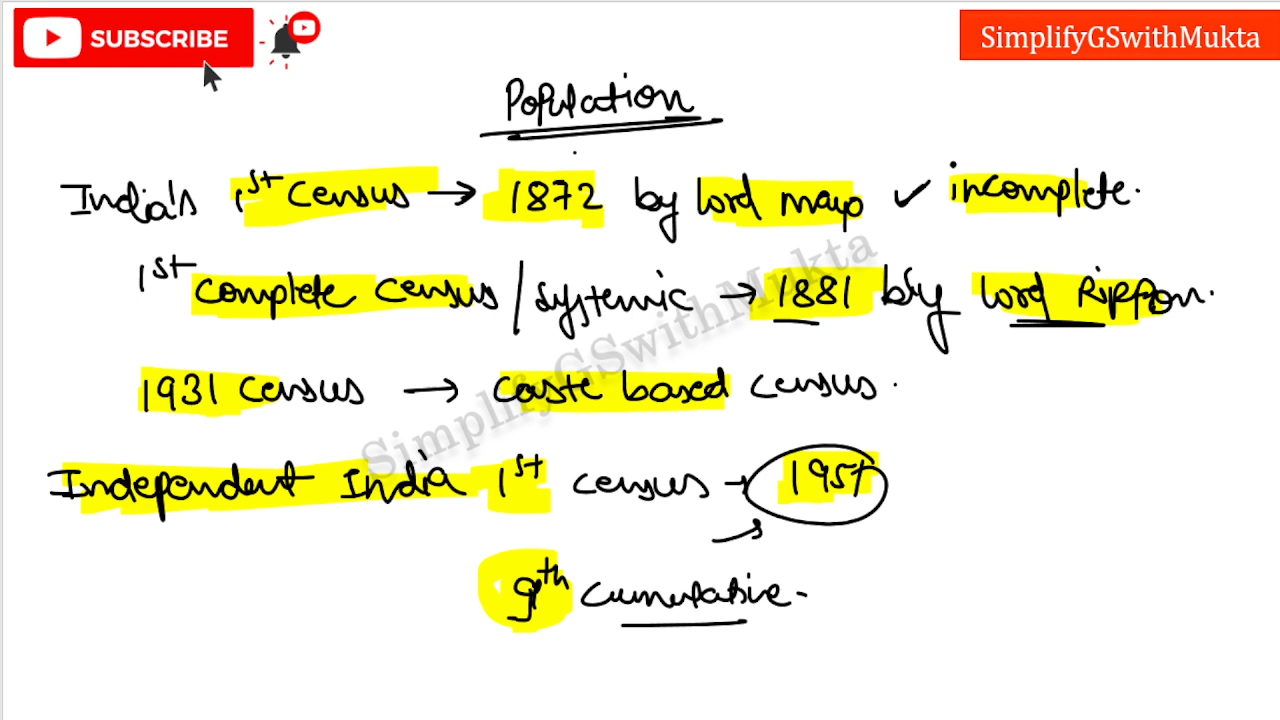 SUBSCRIBE
SimplifyGSwithMukta
Population
India's 1st Census → 1872 by lord mayo ✓ incomplete.
1st complete census / systemic → 1881 by lord Rippon.
1931 census → caste based census.
Independent India 1st census → 1951
9th cumulative.
SimplifyGSwithMukta